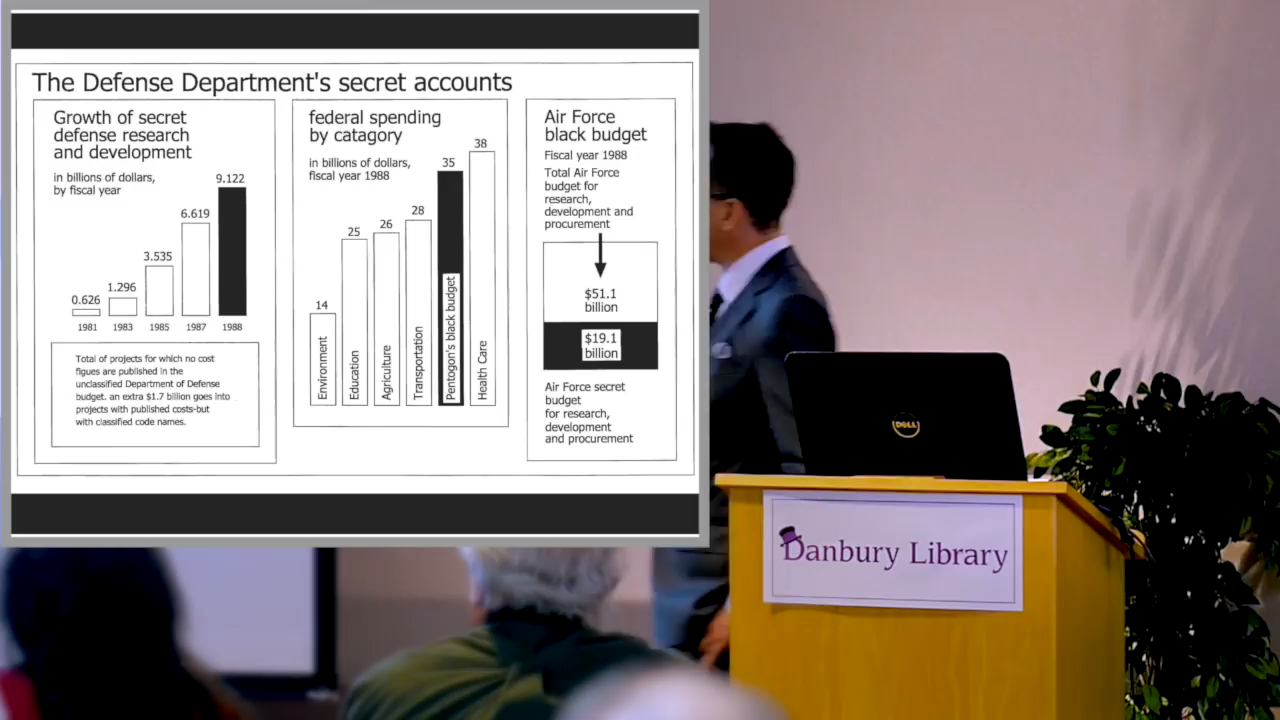 The Defense Department's secret accounts
Growth of secret
defense research
and development
in billions of dollars,
by fiscal year
0.626
1.296
3.535
6.619
9.122
1981
1983
1985
1987
1988
Total of projects for which no cost
figues are published in the
unclassified Department of Defense
budget. an extra $1.7 billion goes into
projects with published costs-but
with classified code names.
federal spending
by catagory
in billions of dollars,
fiscal year 1988
14
25
26
28
35
38
Environment
Education
Agriculture
Transportation
Pentogon's black budget
Health Care
Air Force
black budget
Fiscal year 1988
Total Air Force
budget for
research,
development and
procurement
$51.1
billion
$19.1
billion
Air Force secret
budget
for research,
development
and procurement
DELL
Danbury Library